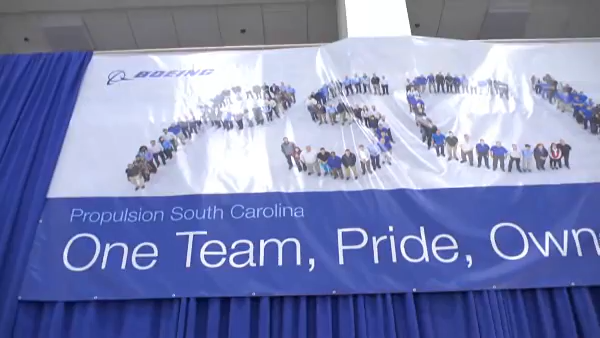 BOEING
Propulsion South Carolina
One Team, Pride, Own